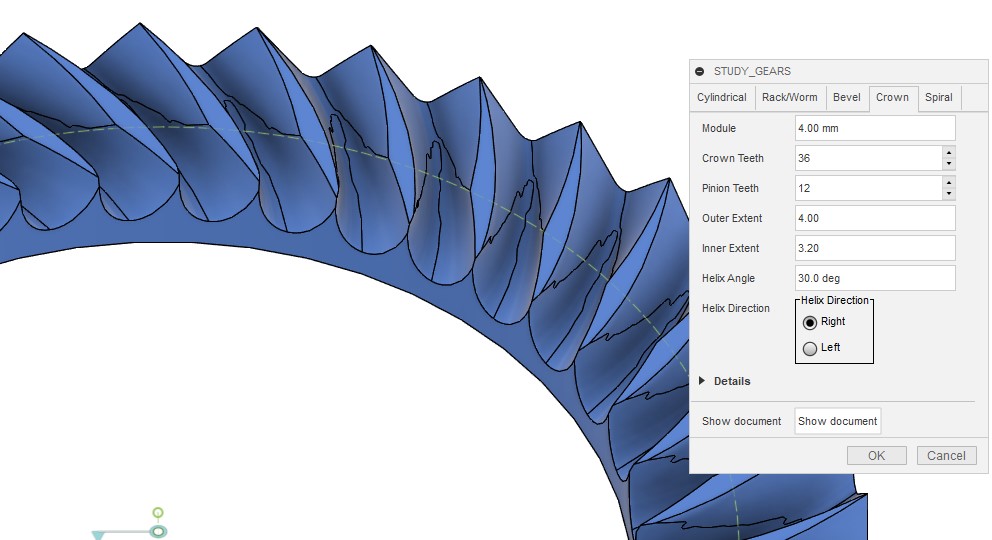 STUDY_GEARS
Cylindrical Rack/Worm Bevel Crown Spiral
Module 4.00 mm
Crown Teeth 36
Pinion Teeth 12
Outer Extent 4.00
Inner Extent 3.20
Helix Angle 30.0 deg
Helix Direction Helix Direction
Right
Left
Details
Show document Show document
OK Cancel